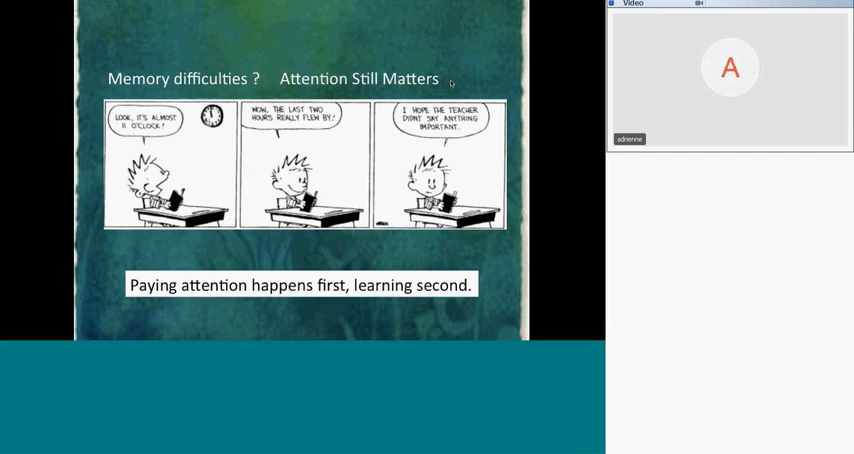 Video
Memory difficulties ? Attention Still Matters
LOOK, IT'S ALMOST
11 O'CLOCK!
WOW, THE LAST TWO
HOURS REALLY FLEW BY!
I HOPE THE TEACHER
DIDN'T SAY ANYTHING
IMPORTANT.
Paying attention happens first, learning second.
A
adrienne